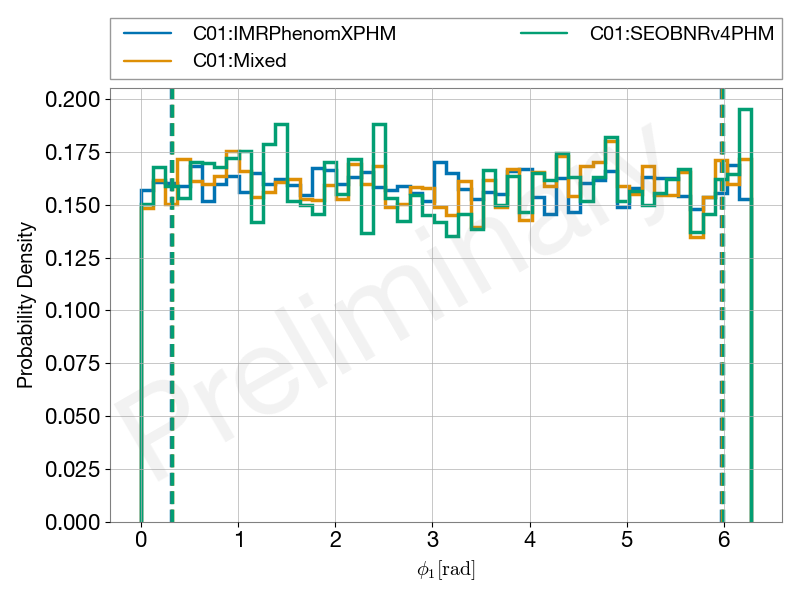 C01:IMRPhenomXPHM
C01:Mixed
C01:SEOBNRv4PHM
Probability Density
0.200
0.175
0.150
0.125
0.100
0.075
0.050
0.025
0.000
0 1 2 3 4 5 6
ϕ₁[rad]
Preliminary